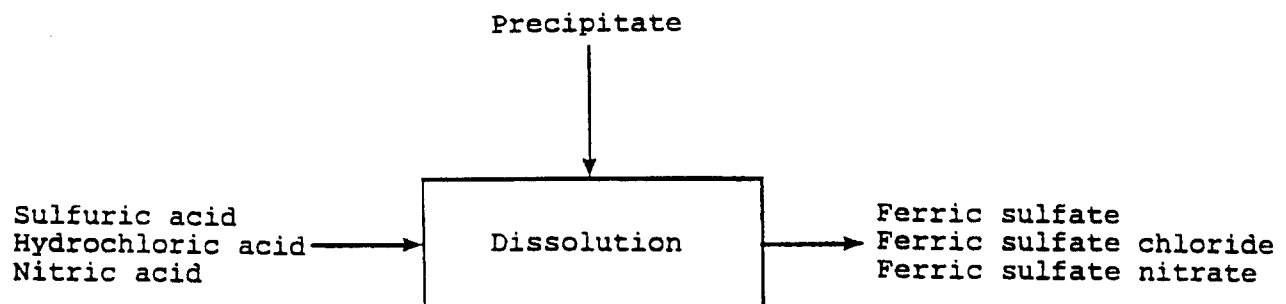 Precipitate
Sulfuric acid
Hydrochloric acid
Nitric acid
Dissolution
Ferric sulfate
Ferric sulfate chloride
Ferric sulfate nitrate